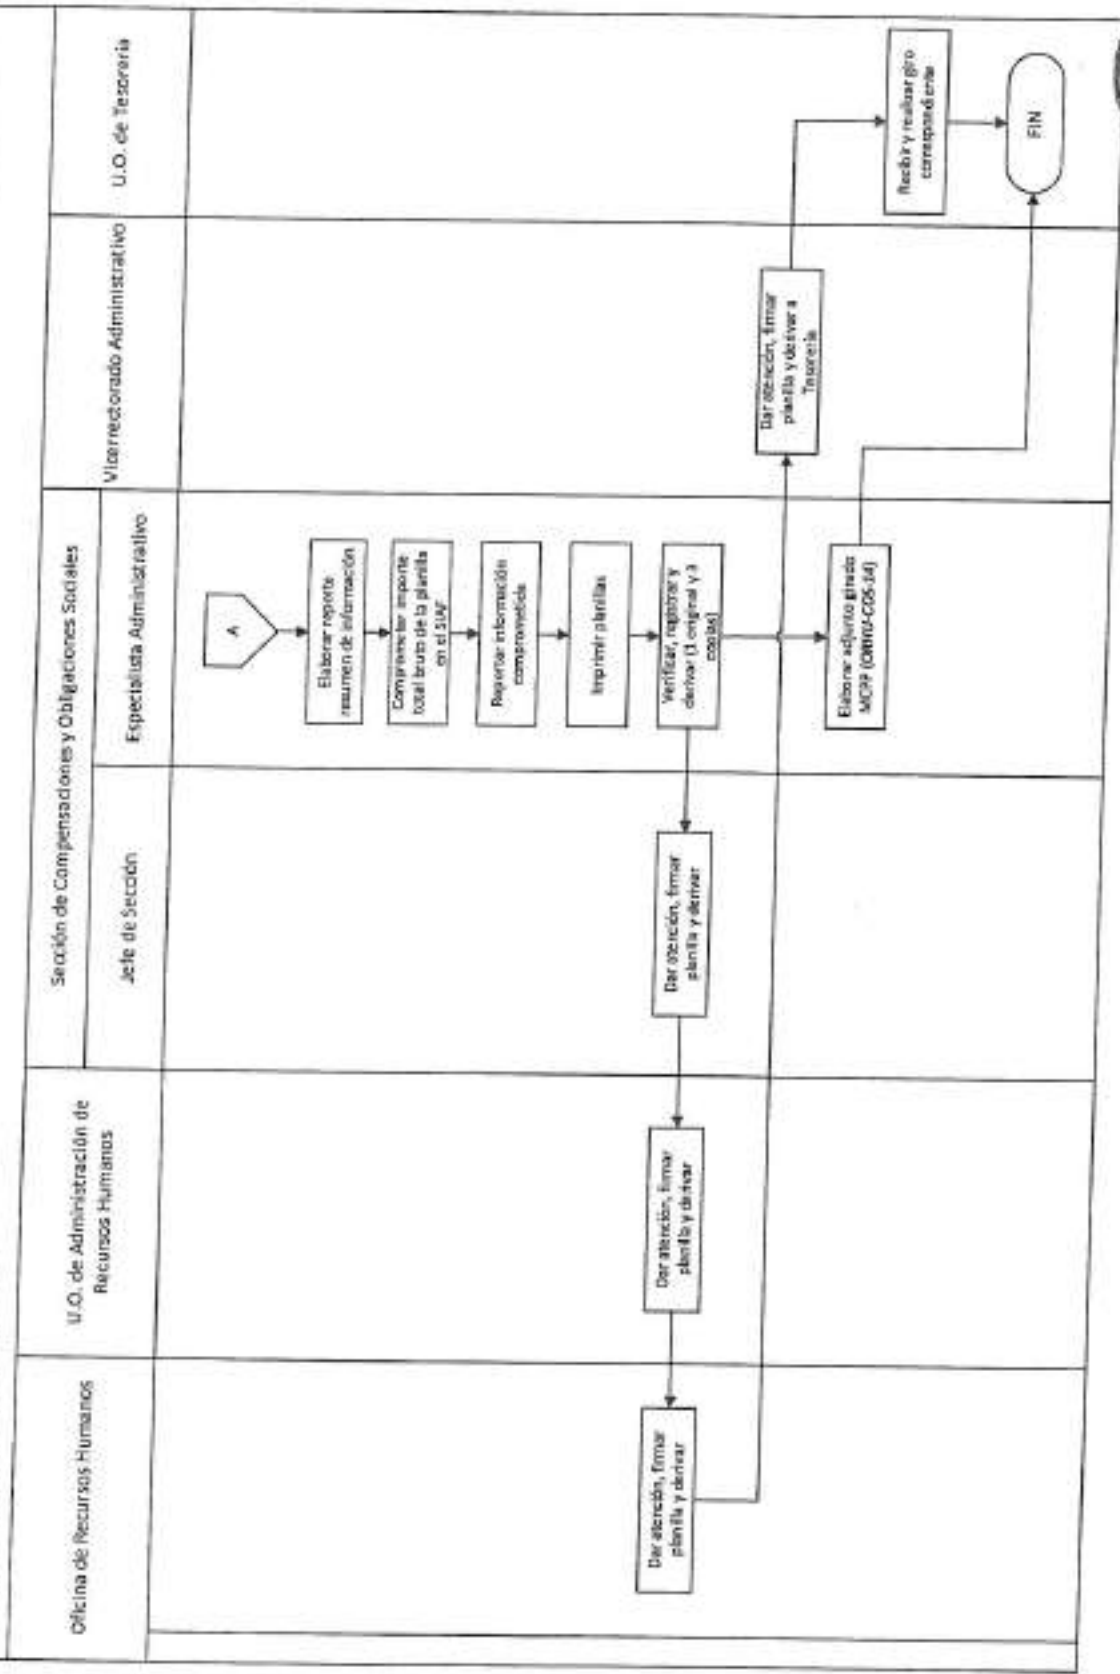 Oficina de Recursos Humanos
U.O. de Administración de
Recursos Humanos
Sección de Compensaciones y Obligaciones Sociales
Jefe de Sección
Especialista Administrativo
Vicerrectorado Administrativo
U.O. de Tesorería
A
Elaborar reporte
resumen de información
Comprometer importe
total bruto de la planilla
en el SIAF
Reportar información
comprometida
Imprimir planillas
Verificar, registrar y
derivar (1 original y 3
copias)
Dar atención, firmar
planilla y derivar
Dar atención, firmar
planilla y derivar
Dar atención, firmar
planilla y derivar
Dar atención, firmar
planilla y derivar a
Tesorería
Elaborar adjunto girado
MCPP
Recibir y realizar giro
correspondiente
FIN